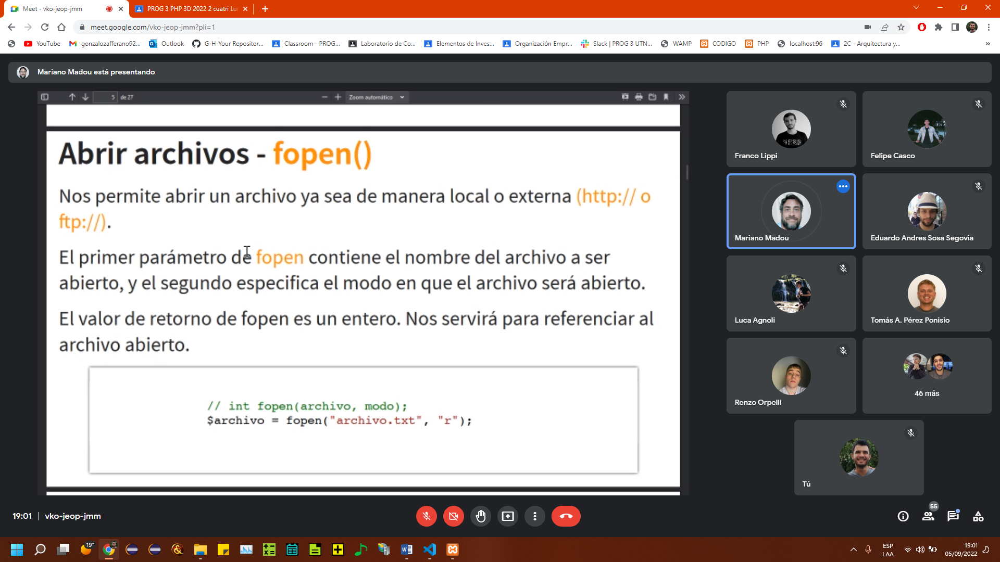 Meet - vko-jeop-jmm
PROG 3 PHP 3D 2022 2 cuatri Lu
meet.google.com/vko-jeop-jmm?pli=1
YouTube
gonzalozafferano92...
Outlook
G-H-Your Repositor...
Classroom - PROG...
Laboratorio de Co...
Elementos de Inves...
Organización Empr...
Slack | PROG 3 UTN...
WAMP
CODIGO
PHP
localhost:96
2C - Arquitectura y...
Mariano Madou está presentando
5 de 27
Zoom automático
Abrir archivos - fopen()
Nos permite abrir un archivo ya sea de manera local o externa (http:// o
ftp://).
El primer parámetro de fopen contiene el nombre del archivo a ser
abierto, y el segundo especifica el modo en que el archivo será abierto.
El valor de retorno de fopen es un entero. Nos servirá para referenciar al
archivo abierto.
// int fopen(archivo, modo);
$archivo = fopen("archivo.txt", "r");
Franco Lippi
Felipe Casco
Mariano Madou
Eduardo Andres Sosa Segovia
Luca Agnoli
Tomás A. Pérez Ponisio
Renzo Orpelli
46 más
Tú
19:01 | vko-jeop-jmm
55
19°
ESP
LAA
19:01
05/09/2022